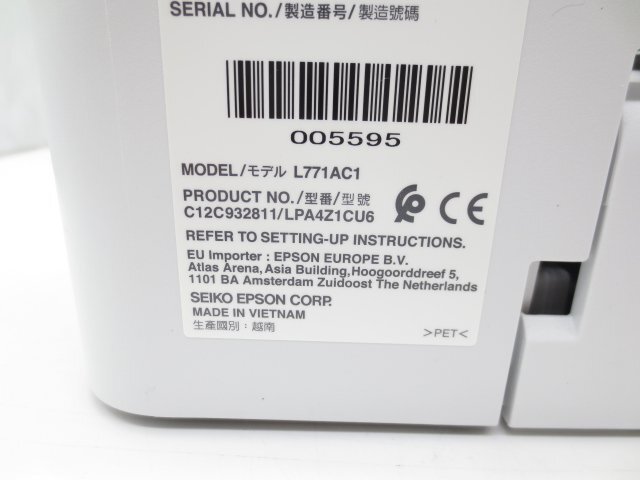 SERIAL NO./製造番号/製造號碼
005595
MODEL/モデル L771AC1
PRODUCT NO./型番/型號
C12C932811/LPA4Z1CU6
CE
REFER TO SETTING-UP INSTRUCTIONS.
EU Importer : EPSON EUROPE B.V.
Atlas Arena, Asia Building, Hoogoorddreef 5,
1101 BA Amsterdam Zuidoost The Netherlands
SEIKO EPSON CORP.
MADE IN VIETNAM
生產國別：越南
>PET<